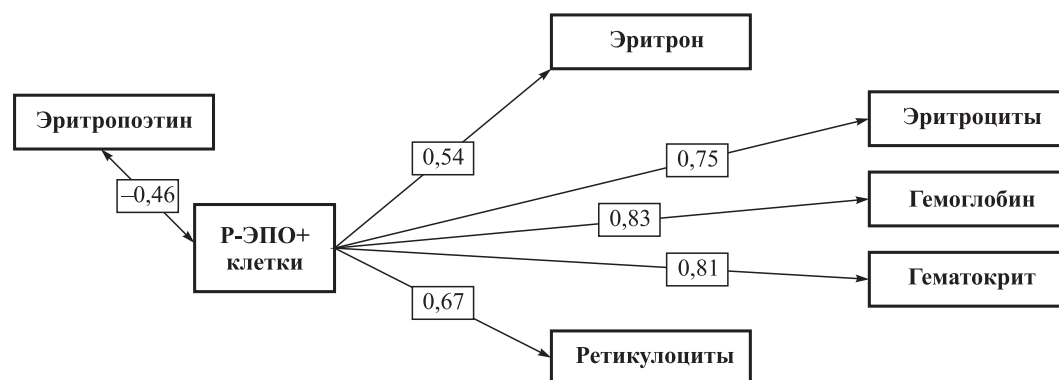 Эритрон
Эритропоэтин
Эритроциты
0,54
0,75
–0,46
Гемоглобин
0,83
Р-ЭПО+
клетки
0,81
Гематокрит
0,67
Ретикулоциты